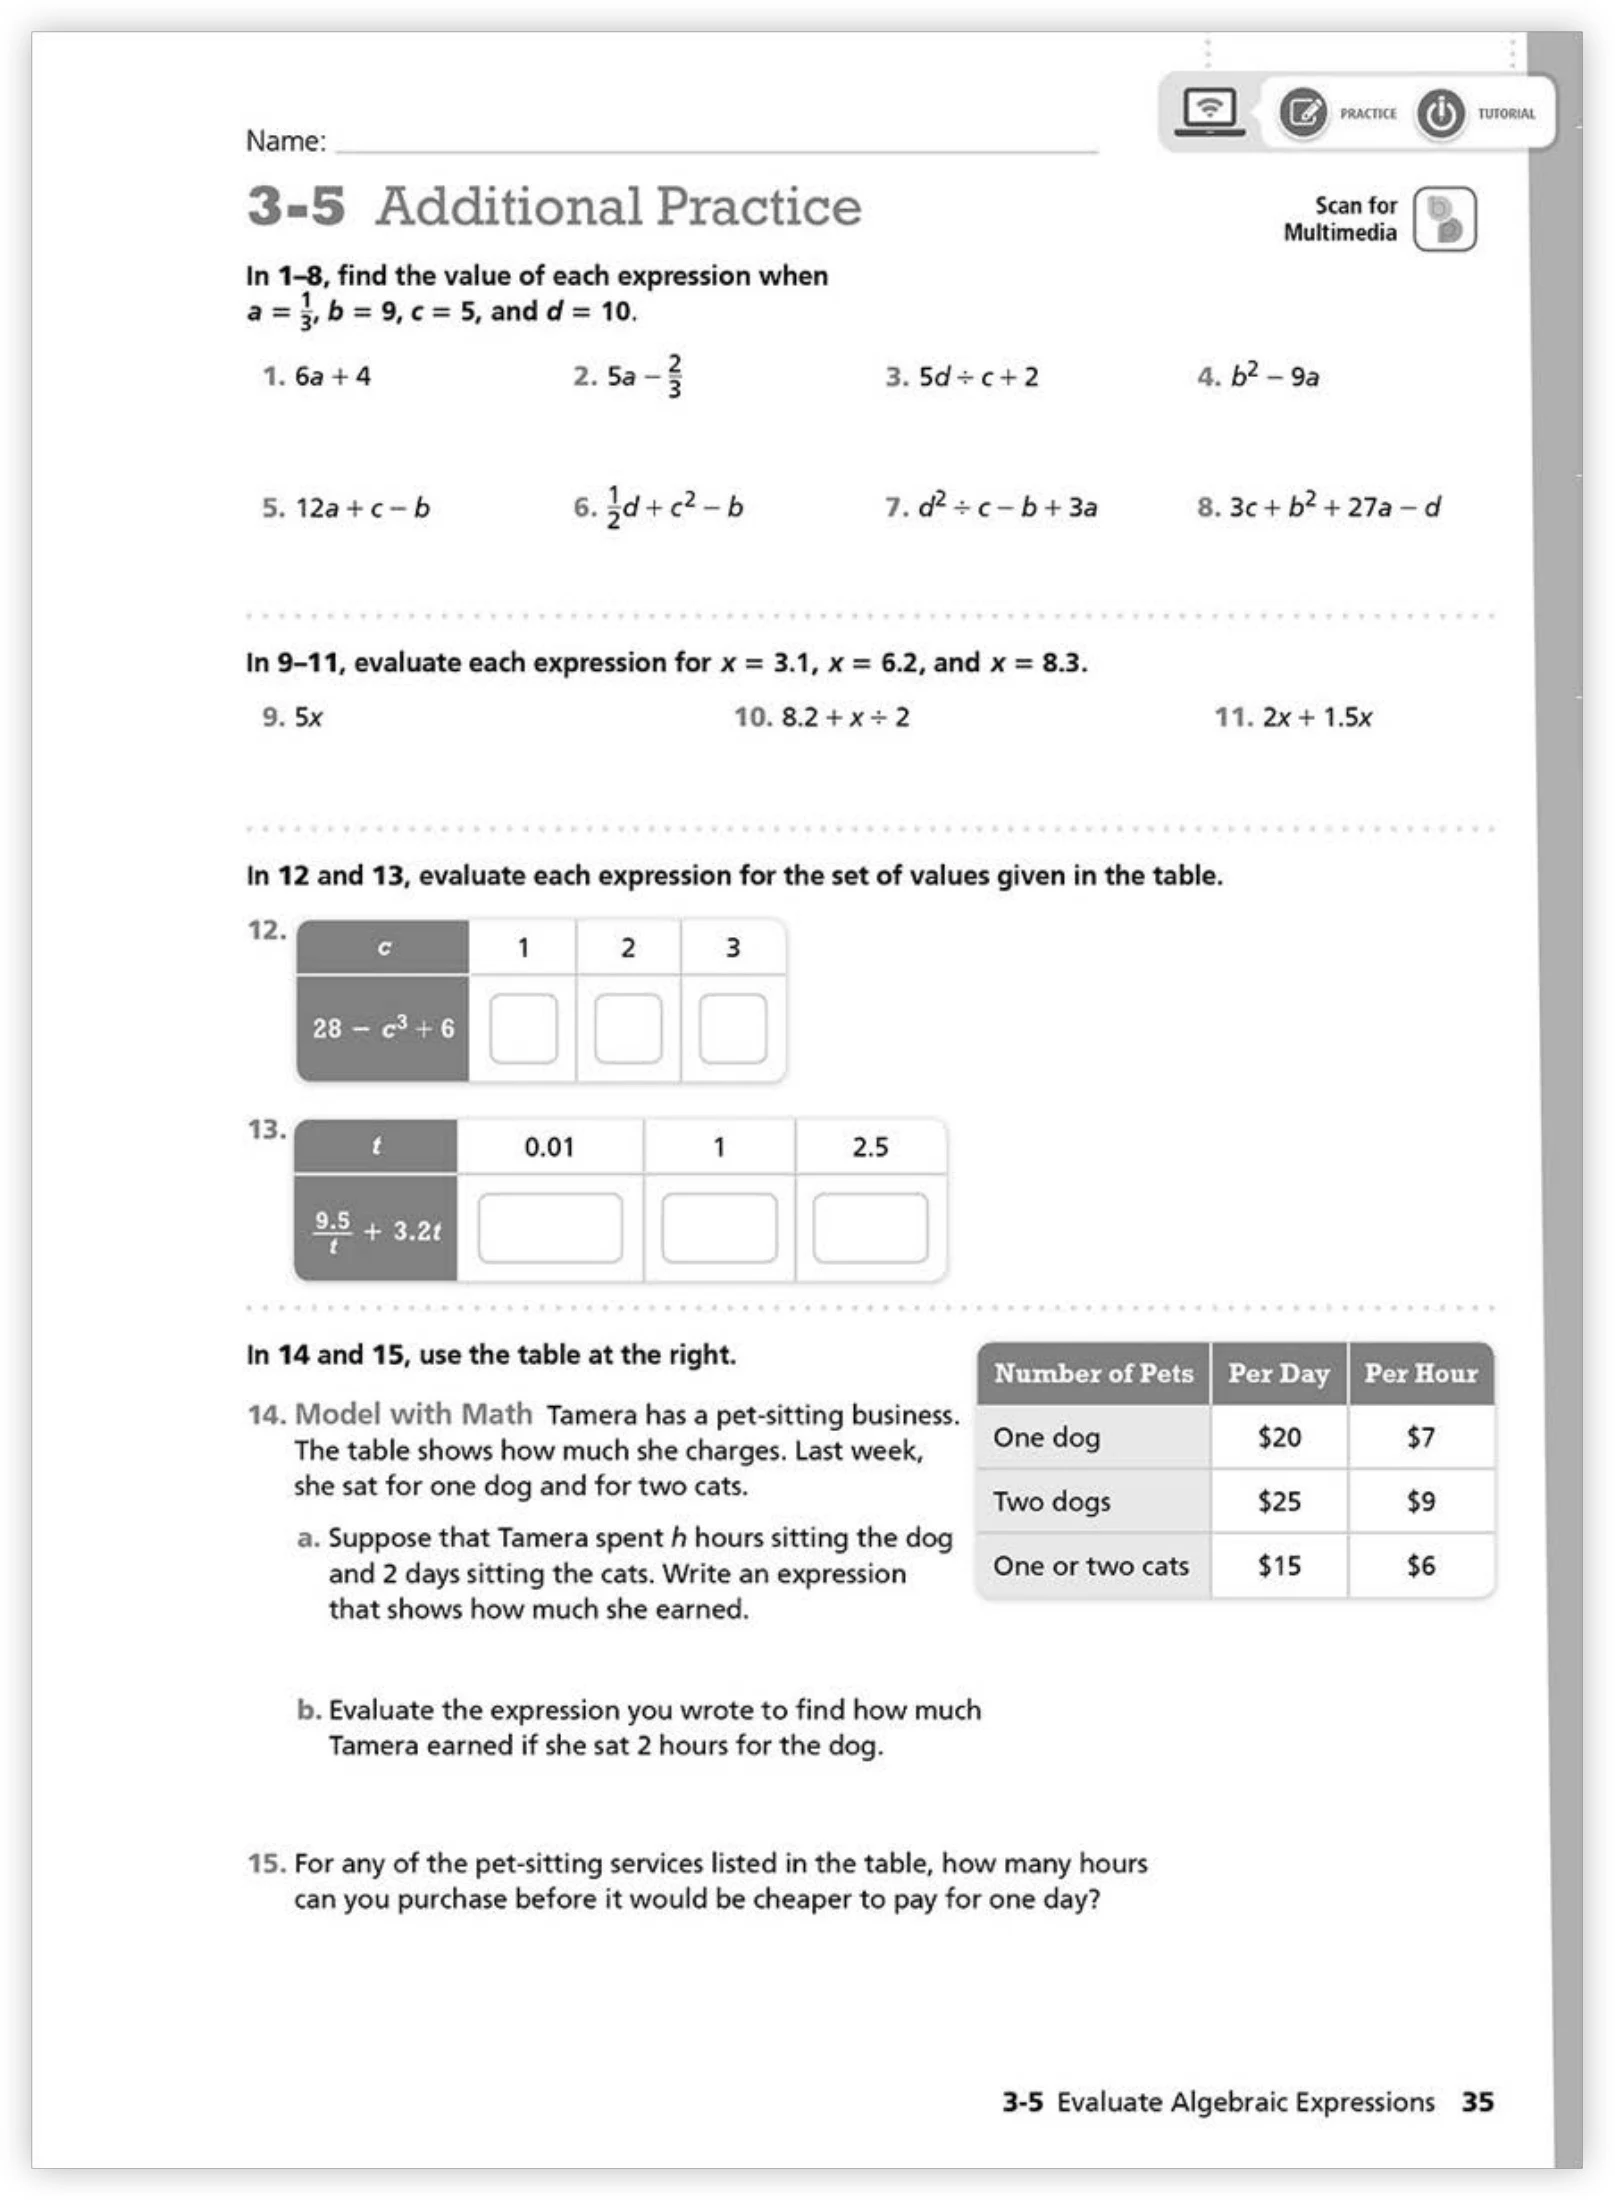 PRACTICE
TUTORIAL
Name:
3-5 Additional Practice
Scan for
Multimedia
In 1–8, find the value of each expression when
a = 1/3, b = 9, c = 5, and d = 10.
1. 6a + 4
2. 5a – 2/3
3. 5d ÷ c + 2
4. b² – 9a
5. 12a + c – b
6. 1/2d + c² – b
7. d² ÷ c – b + 3a
8. 3c + b² + 27a – d
In 9–11, evaluate each expression for x = 3.1, x = 6.2, and x = 8.3.
9. 5x
10. 8.2 + x ÷ 2
11. 2x + 1.5x
In 12 and 13, evaluate each expression for the set of values given in the table.
12.
c 1 2 3
28 – c³ + 6
13.
t 0.01 1 2.5
9.5/t + 3.2t
In 14 and 15, use the table at the right.
14. Model with Math Tamera has a pet-sitting business.
The table shows how much she charges. Last week,
she sat for one dog and for two cats.
a. Suppose that Tamera spent h hours sitting the dog
and 2 days sitting the cats. Write an expression
that shows how much she earned.
Number of Pets Per Day Per Hour
One dog $20 $7
Two dogs $25 $9
One or two cats $15 $6
b. Evaluate the expression you wrote to find how much
Tamera earned if she sat 2 hours for the dog.
15. For any of the pet-sitting services listed in the table, how many hours
can you purchase before it would be cheaper to pay for one day?
3-5 Evaluate Algebraic Expressions 35